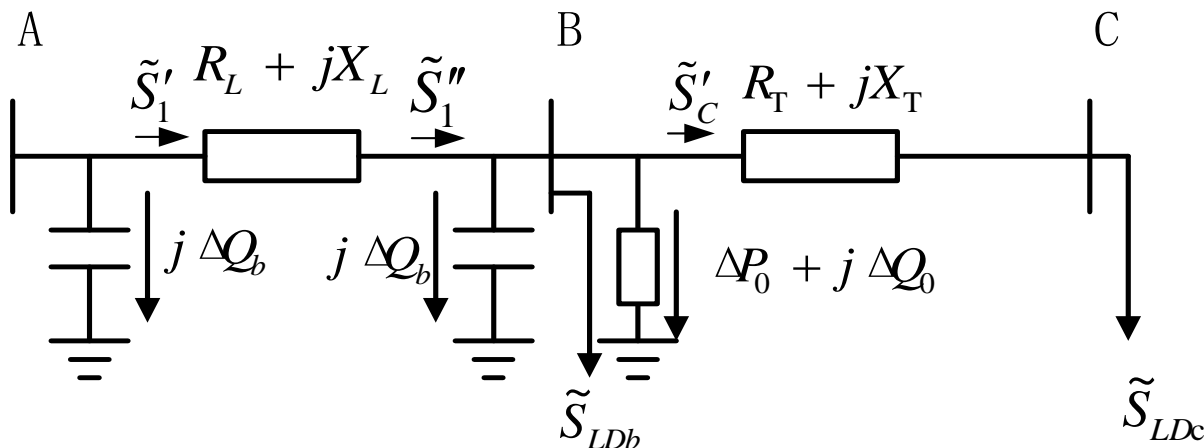 A
B
C
S̃′₁
R_L + jX_L
S̃″₁
S̃′_C
R_T + jX_T
j ΔQ_b
j ΔQ_b
ΔP₀ + j ΔQ₀
S̃_LDb
S̃_LDc